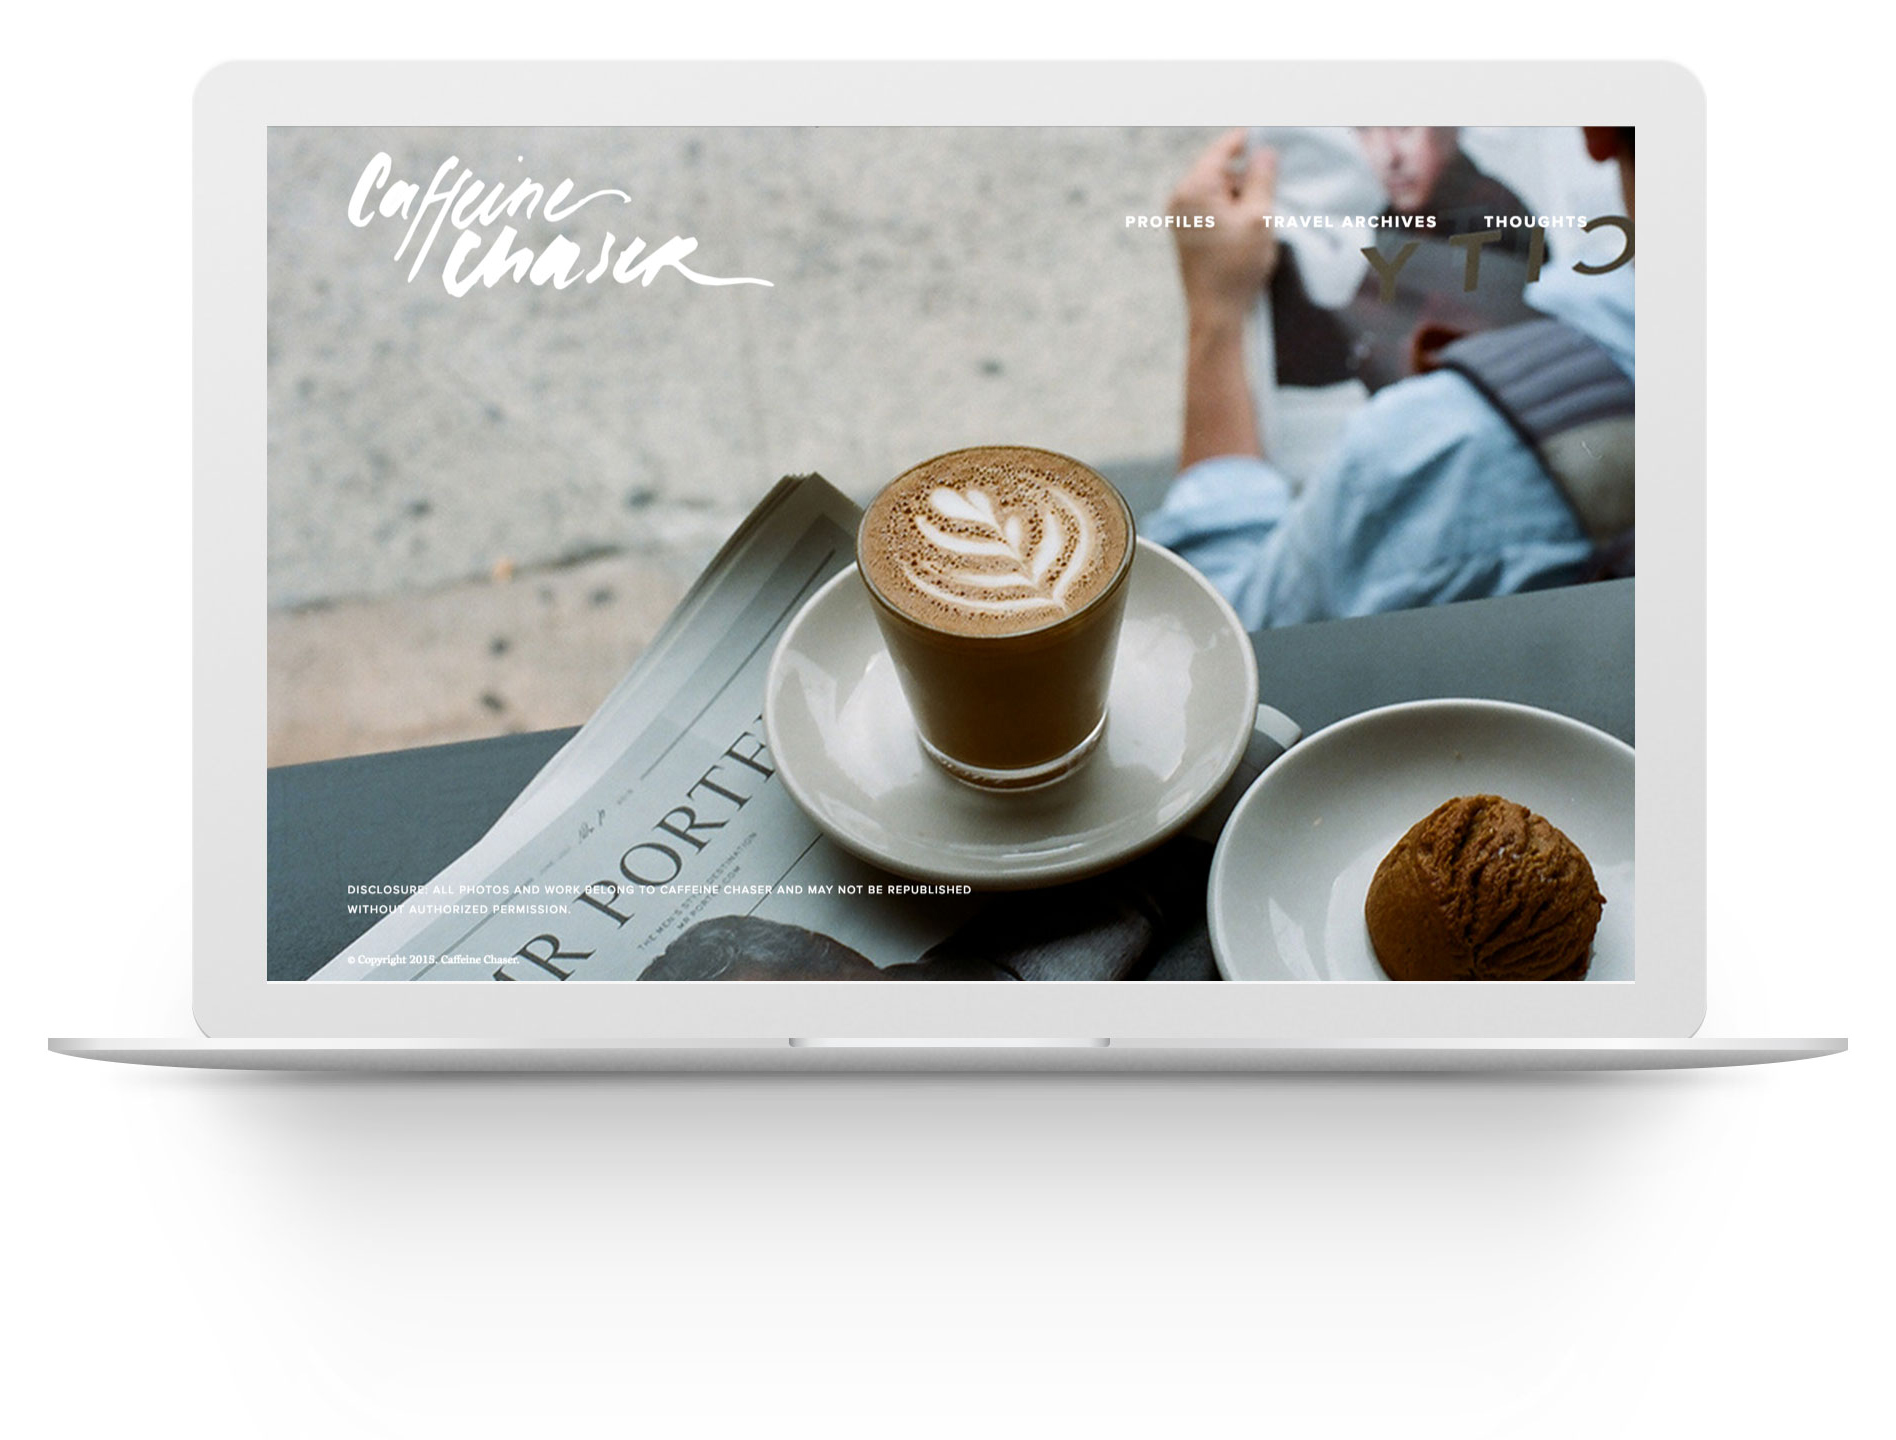 Caffeine
Chaser
PROFILES TRAVEL ARCHIVES THOUGHTS
CITY
MR PORTE
THE MEN'S STYLE DESTINATION
MR PORTER.COM
DISCLOSURE: ALL PHOTOS AND WORK BELONG TO CAFFEINE CHASER AND MAY NOT BE REPUBLISHED
WITHOUT AUTHORIZED PERMISSION.
© Copyright 2015. Caffeine Chaser.